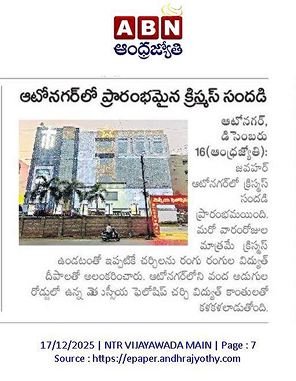 ABN
ఆంధ్రజ్యోతి
ఆటోనగర్‌లో ప్రారంభమైన క్రిస్మస్ సందడి
ఆటోనగర్,
డిసెంబరు
16(ఆంధ్రజ్యోతి):
జవహర్
ఆటోనగర్‌లో క్రిస్మస్
సందడి
ప్రారంభమయింది.
మరో వారంరోజుల
మాత్రమే క్రిస్మస్
ఉండటంతో ఇప్పటికే చర్చిలను రంగు రంగుల విద్యుత్
దీపాలతో అలంకరించారు. ఆటోనగర్‌లోని వంద అడుగుల
రోడ్డులో ఉన్న ఫెలోషిప్ చర్చి విద్యుత్ కాంతులతో
కళకళలాడుతోంది.
17/12/2025 | NTR VIJAYAWADA MAIN | Page : 7
Source : https://epaper.andhrajyothy.com